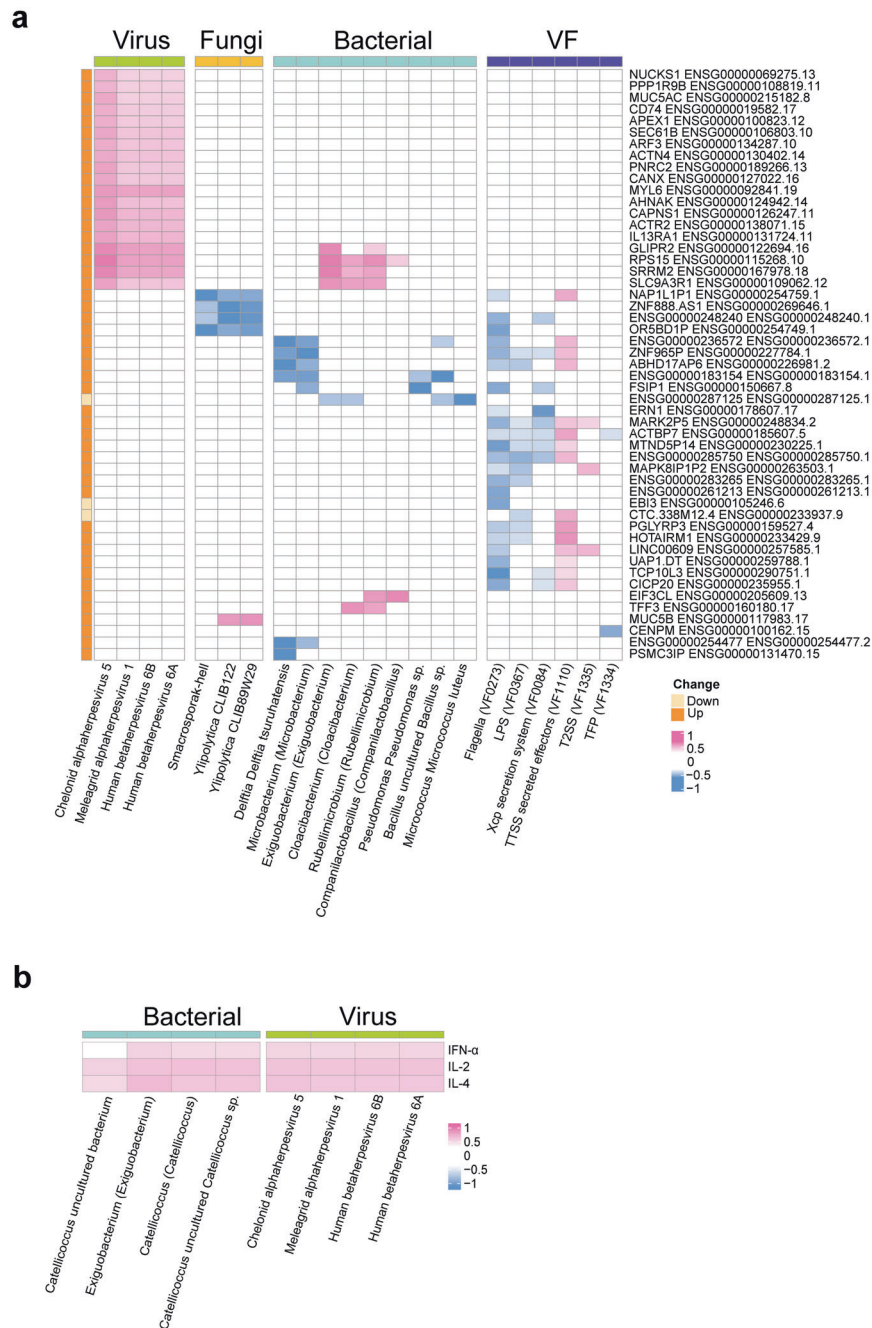 a
Virus Fungi Bacterial VF
NUCKS1 ENSG00000069275.13
PPP1R9B ENSG00000108819.11
MUC5AC ENSG00000215182.8
CD74 ENSG00000019582.17
APEX1 ENSG00000100823.12
SEC61B ENSG00000106803.10
ARF3 ENSG00000134287.10
ACTN4 ENSG00000130402.14
PNRC2 ENSG00000189266.13
CANX ENSG00000127022.16
MYL6 ENSG00000092841.19
AHNAK ENSG00000124942.14
CAPNS1 ENSG00000126247.11
ACTR2 ENSG00000138071.15
IL13RA1 ENSG00000131724.11
GLIPR2 ENSG00000122694.16
RPS15 ENSG00000115268.10
SRRM2 ENSG00000167978.18
SLC9A3R1 ENSG00000109062.12
NAP1L1P1 ENSG00000254759.1
ZNF888.AS1 ENSG00000269646.1
ENSG00000248240 ENSG00000248240.1
OR5BD1P ENSG00000254749.1
ENSG00000236572 ENSG00000236572.1
ZNF965P ENSG00000227784.1
ABHD17AP6 ENSG00000226981.2
ENSG00000183154 ENSG00000183154.1
FSIP1 ENSG00000150667.8
ENSG00000287125 ENSG00000287125.1
ERN1 ENSG00000178607.17
MARK2P5 ENSG00000248834.2
ACTBP7 ENSG00000185607.5
MTND5P14 ENSG00000230225.1
ENSG00000285750 ENSG00000285750.1
MAPK8IP1P2 ENSG00000263503.1
ENSG00000283265 ENSG00000283265.1
ENSG00000261213 ENSG00000261213.1
EBI3 ENSG00000105246.6
CTC.338M12.4 ENSG00000233937.9
PGLYRP3 ENSG00000159527.4
HOTAIRM1 ENSG00000233429.9
LINC00609 ENSG00000257585.1
UAP1.DT ENSG00000259788.1
TCP10L3 ENSG00000290751.1
CICP20 ENSG00000235955.1
EIF3CL ENSG00000205609.13
TFF3 ENSG00000160180.17
MUC5B ENSG00000117983.17
CENPM ENSG00000100162.15
ENSG00000254477 ENSG00000254477.2
PSMC3IP ENSG00000131470.15
Chelonid alphaherpesvirus 5
Meleagrid alphaherpesvirus 1
Human betaherpesvirus 6B
Human betaherpesvirus 6A
Smacrosporak-hell
Ylipolytica CLIB122
Ylipolytica CLIB89W29
Delftia Delftia tsuruhatensis
Microbacterium (Microbacterium)
Exiguobacterium (Exiguobacterium)
Cloacibacterium (Cloacibacterium)
Rubellimicrobium (Rubellimicrobium)
Companilactobacillus (Companilactobacillus)
Pseudomonas Pseudomonas sp.
Bacillus uncultured Bacillus sp.
Micrococcus Micrococcus luteus
Flagella (VF0273)
LPS (VF0367)
Xcp secretion system (VF0084)
TTSS secreted effectors (VF1110)
T2SS (VF1335)
TFP (VF1334)
Change
Down
Up
1
0.5
0
−0.5
−1
b
Bacterial Virus
IFN-α
IL-2
IL-4
Catellicoccus uncultured bacterium
Exiguobacterium (Exiguobacterium)
Catellicoccus (Catellicoccus)
Catellicoccus uncultured Catellicoccus sp.
Chelonid alphaherpesvirus 5
Meleagrid alphaherpesvirus 1
Human betaherpesvirus 6B
Human betaherpesvirus 6A
1
0.5
0
−0.5
−1